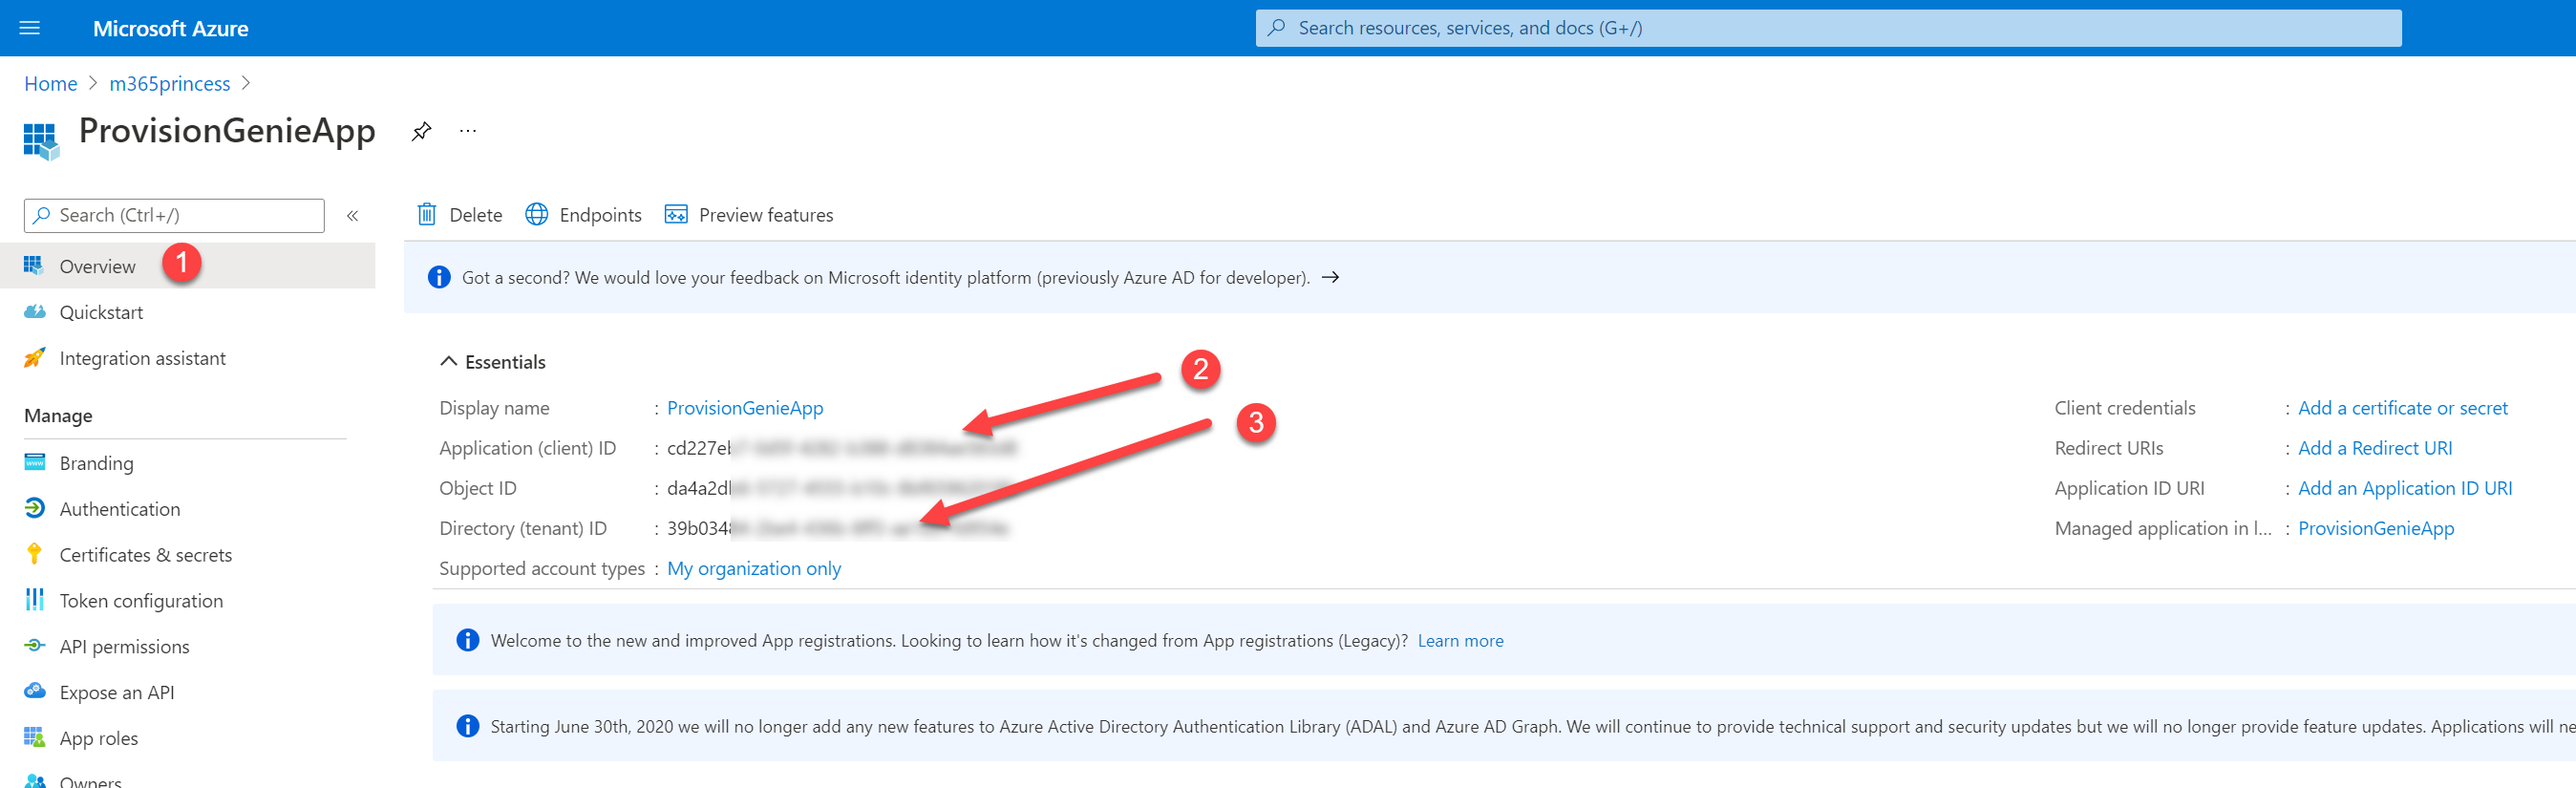 Microsoft Azure
Search resources, services, and docs (G+/)
Home > m365princess >
ProvisionGenieApp ...
Search (Ctrl+/) «
Delete Endpoints Preview features
Overview 1
Got a second? We would love your feedback on Microsoft identity platform (previously Azure AD for developer). →
Quickstart
Integration assistant
Manage
Branding
Authentication
Certificates & secrets
Token configuration
API permissions
Expose an API
App roles
Owners
Essentials
2
3
Display name : ProvisionGenieApp
Application (client) ID : cd227eb
Object ID : da4a2d
Directory (tenant) ID : 39b034
Supported account types : My organization only
Client credentials : Add a certificate or secret
Redirect URIs : Add a Redirect URI
Application ID URI : Add an Application ID URI
Managed application in l... : ProvisionGenieApp
Welcome to the new and improved App registrations. Looking to learn how it's changed from App registrations (Legacy)? Learn more
Starting June 30th, 2020 we will no longer add any new features to Azure Active Directory Authentication Library (ADAL) and Azure AD Graph. We will continue to provide technical support and security updates but we will no longer provide feature updates. Applications will ne